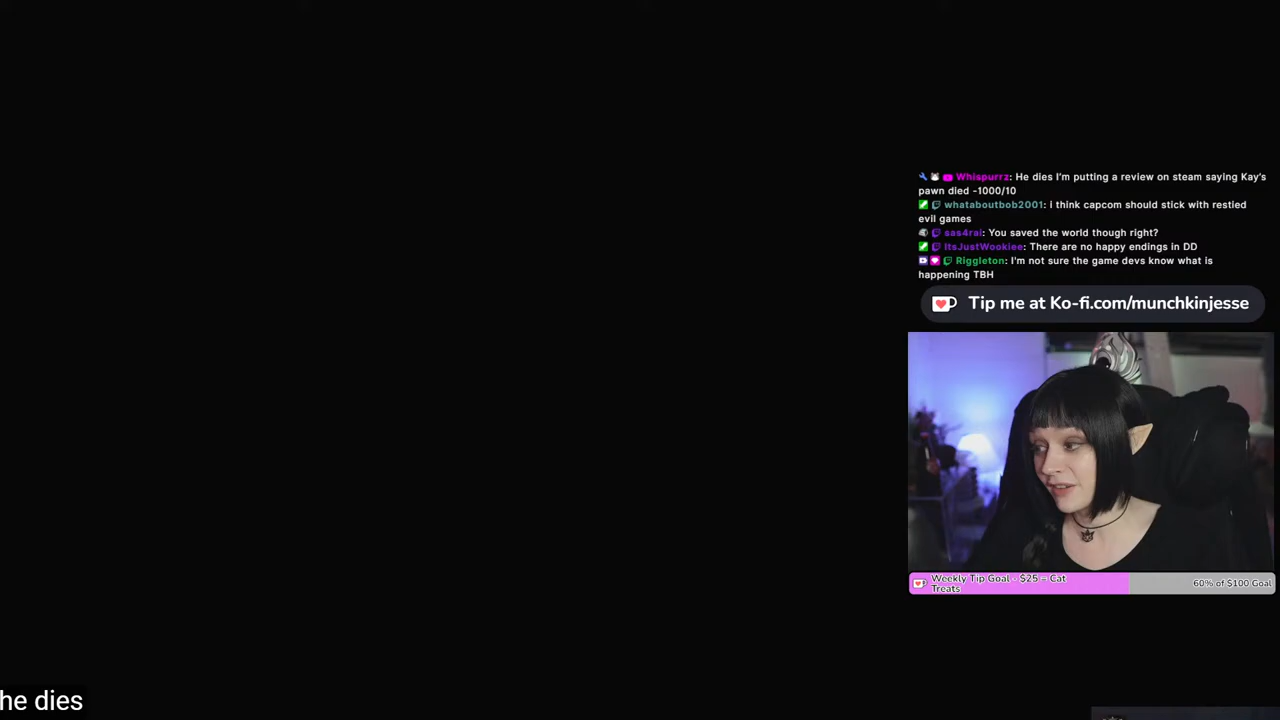 Whispurrz: He dies I'm putting a review on steam saying Kay's
pawn died -1000/10
whataboutbob2001: i think capcom should stick with restied
evil games
sas4rai: You saved the world though right?
ItsJustWookiee: There are no happy endings in DD
Riggleton: I'm not sure the game devs know what is
happening TBH
Tip me at Ko-fi.com/munchkinjesse
Weekly Tip Goal - $25 = Cat
Treats
60% of $100 Goal
he dies